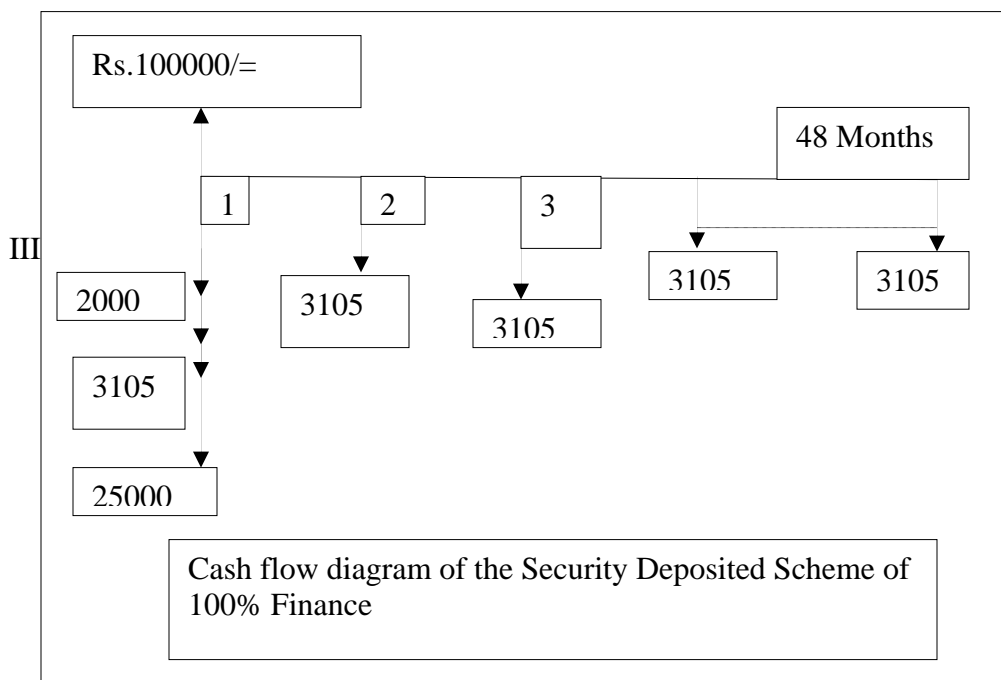 Rs.100000/=
48 Months
1
2
3
III
2000
3105
3105
3105
3105
3105
25000
Cash flow diagram of the Security Deposited Scheme of
100% Finance